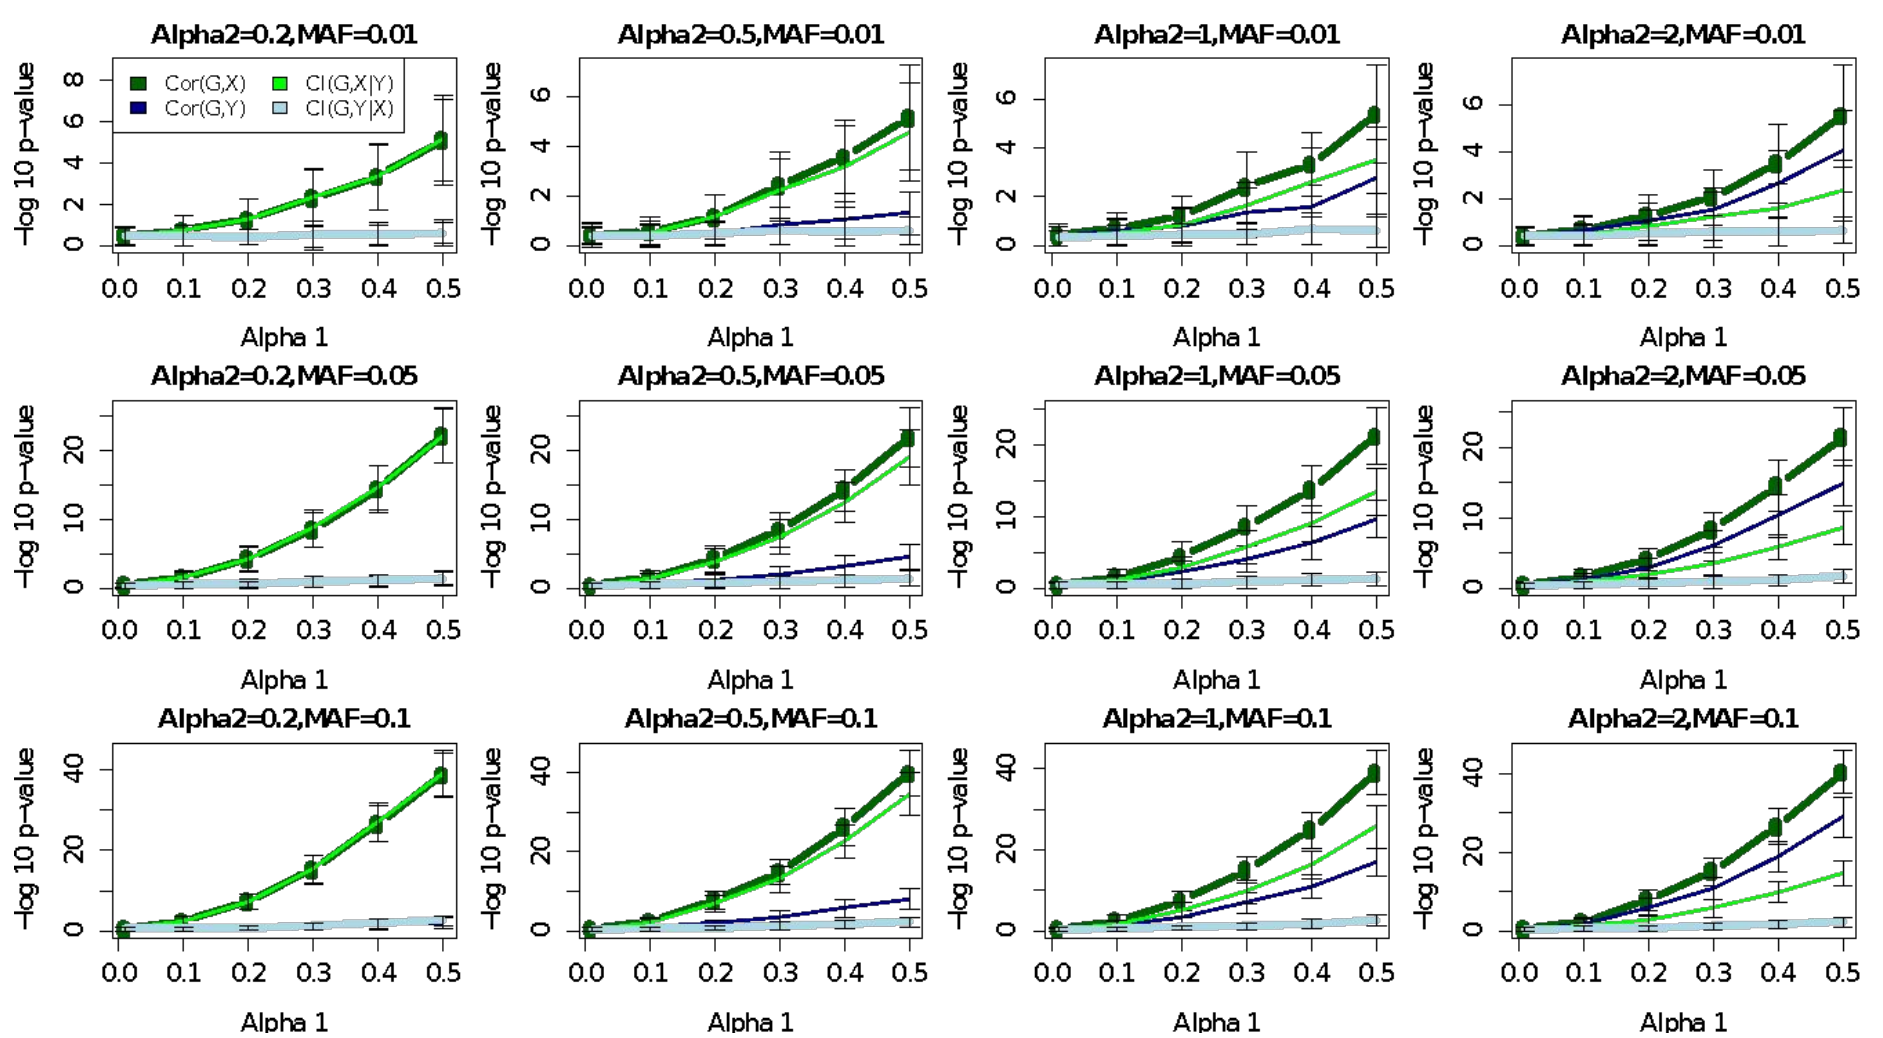 Alpha2=0.2,MAF=0.01
Alpha2=0.5,MAF=0.01
Alpha2=1,MAF=0.01
Alpha2=2,MAF=0.01
−log 10 p−value
0 2 4 6 8
Cor(G,X) CI(G,X|Y)
Cor(G,Y) CI(G,Y|X)
0.0 0.1 0.2 0.3 0.4 0.5
Alpha 1
−log 10 p−value
0 2 4 6
0.0 0.1 0.2 0.3 0.4 0.5
Alpha 1
−log 10 p−value
0 2 4 6
0.0 0.1 0.2 0.3 0.4 0.5
Alpha 1
−log 10 p−value
0 2 4 6
0.0 0.1 0.2 0.3 0.4 0.5
Alpha 1
Alpha2=0.2,MAF=0.05
Alpha2=0.5,MAF=0.05
Alpha2=1,MAF=0.05
Alpha2=2,MAF=0.05
−log 10 p−value
0 10 20
0.0 0.1 0.2 0.3 0.4 0.5
Alpha 1
−log 10 p−value
0 10 20
0.0 0.1 0.2 0.3 0.4 0.5
Alpha 1
−log 10 p−value
0 10 20
0.0 0.1 0.2 0.3 0.4 0.5
Alpha 1
−log 10 p−value
0 10 20
0.0 0.1 0.2 0.3 0.4 0.5
Alpha 1
Alpha2=0.2,MAF=0.1
Alpha2=0.5,MAF=0.1
Alpha2=1,MAF=0.1
Alpha2=2,MAF=0.1
−log 10 p−value
0 20 40
0.0 0.1 0.2 0.3 0.4 0.5
Alpha 1
−log 10 p−value
0 20 40
0.0 0.1 0.2 0.3 0.4 0.5
Alpha 1
−log 10 p−value
0 20 40
0.0 0.1 0.2 0.3 0.4 0.5
Alpha 1
−log 10 p−value
0 20 40
0.0 0.1 0.2 0.3 0.4 0.5
Alpha 1